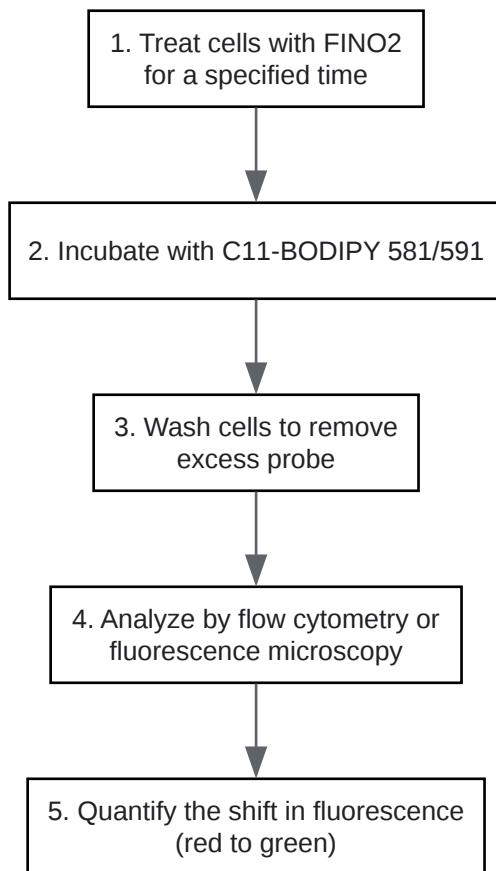 1. Treat cells with FINO2
for a specified time
2. Incubate with C11-BODIPY 581/591
3. Wash cells to remove
excess probe
4. Analyze by flow cytometry or
fluorescence microscopy
5. Quantify the shift in fluorescence
(red to green)